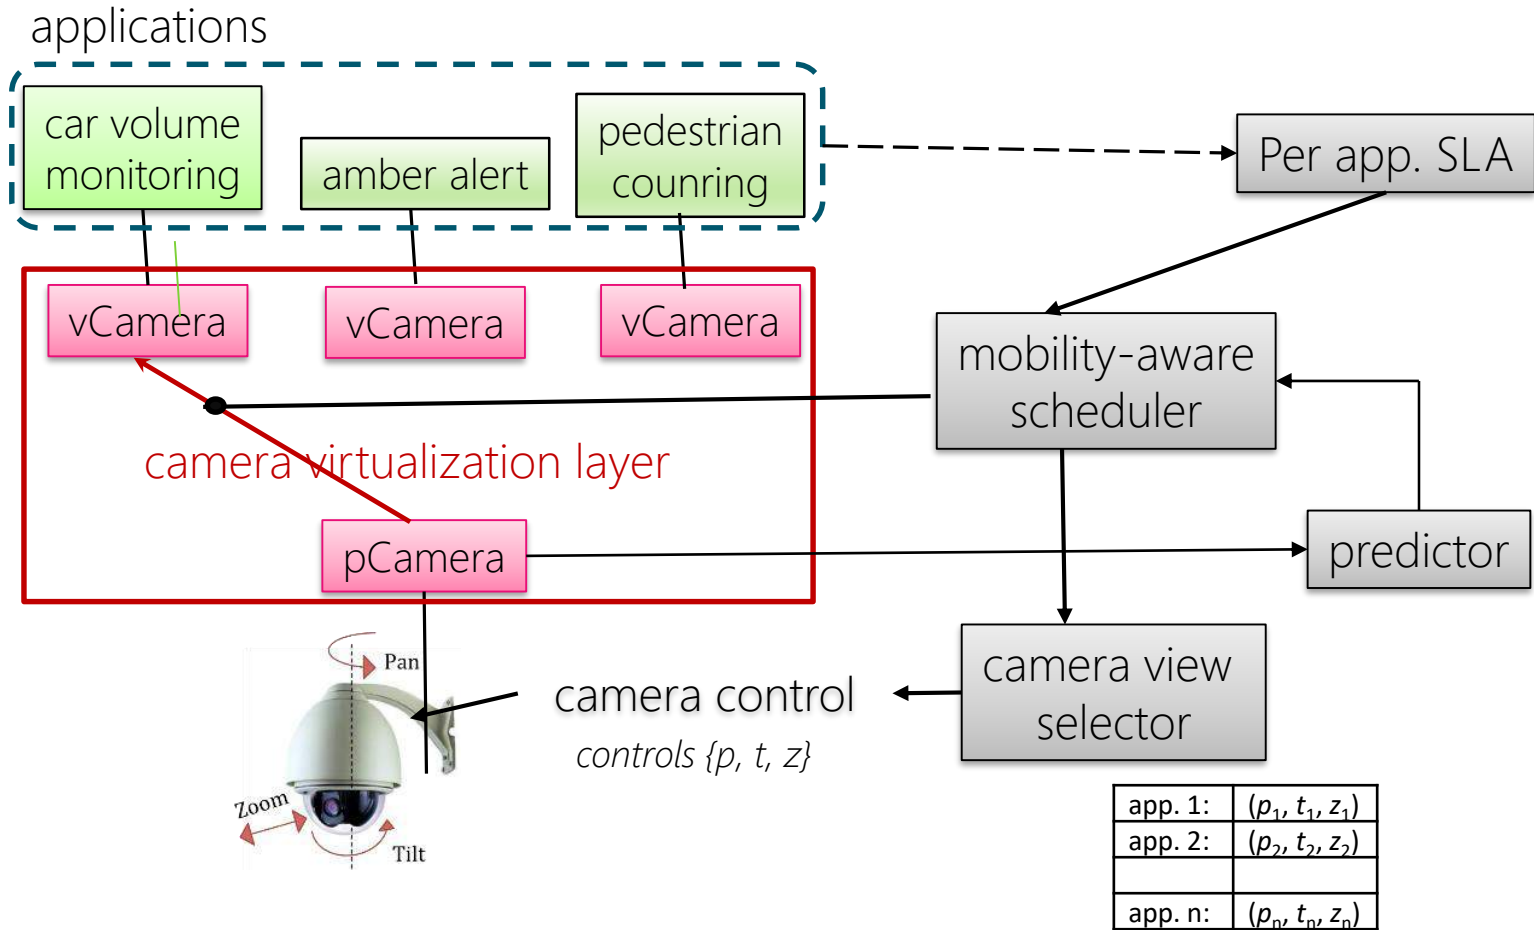 applications
car volume
monitoring
amber alert
pedestrian
counring
Per app. SLA
vCamera
vCamera
vCamera
mobility-aware
scheduler
camera virtualization layer
pCamera
predictor
camera view
selector
camera control
controls {p, t, z}
Pan
Zoom
Tilt
app. 1: (p₁, t₁, z₁)
app. 2: (p₂, t₂, z₂)
app. n: (pₙ, tₙ, zₙ)